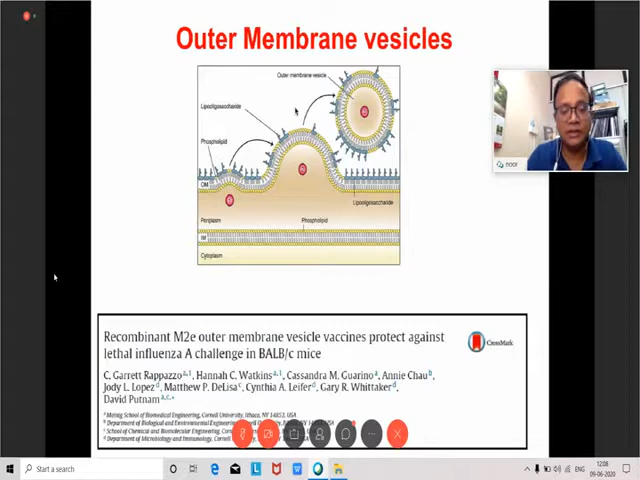 Outer Membrane vesicles
Outer membrane vesicle
Lipooligosaccharide
Phospholipid
OM
Lipooligosaccharide
Periplasm
Phospholipid
IM
Cytoplasm
noor
Recombinant M2e outer membrane vesicle vaccines protect against
lethal influenza A challenge in BALB/c mice
CrossMark
C. Garrett Rappazzo a,1, Hannah C. Watkins a,1, Cassandra M. Guarino a, Annie Chau b,
Jody L. Lopez d, Matthew P. DeLisa c, Cynthia A. Leifer d, Gary R. Whittaker d,
David Putnam a,c,*
a Meinig School of Biomedical Engineering, Cornell University, Ithaca, NY 14853, USA
b Department of Biological and Environmental Engineering
c School of Chemical and Biomolecular Engineering, Corn
d Department of Microbiology and Immunology, Cornell Uni
Start a search
ENG
12:08
09-06-2020